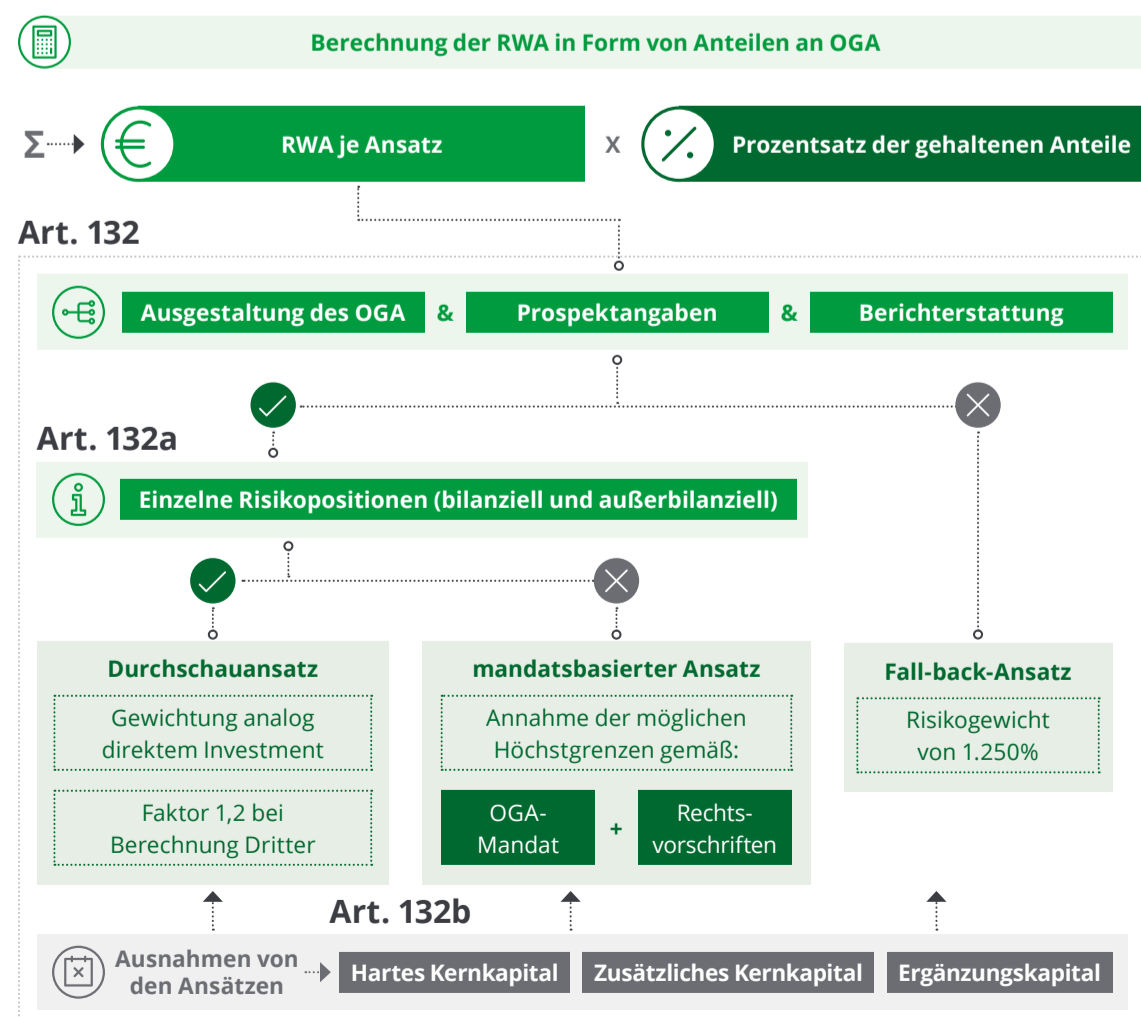 Berechnung der RWA in Form von Anteilen an OGA
Σ
€
RWA je Ansatz
x
%
Prozentsatz der gehaltenen Anteile
Art. 132
Ausgestaltung des OGA & Prospektangaben & Berichterstattung
Art. 132a
Einzelne Risikopositionen (bilanziell und außerbilanziell)
Durchschauansatz
Gewichtung analog
direktem Investment
Faktor 1,2 bei
Berechnung Dritter
mandatsbasierter Ansatz
Annahme der möglichen
Höchstgrenzen gemäß:
OGA-
Mandat
+
Rechts-
vorschriften
Fall-back-Ansatz
Risikogewicht
von 1.250%
Art. 132b
Ausnahmen von
den Ansätzen
Hartes Kernkapital
Zusätzliches Kernkapital
Ergänzungskapital